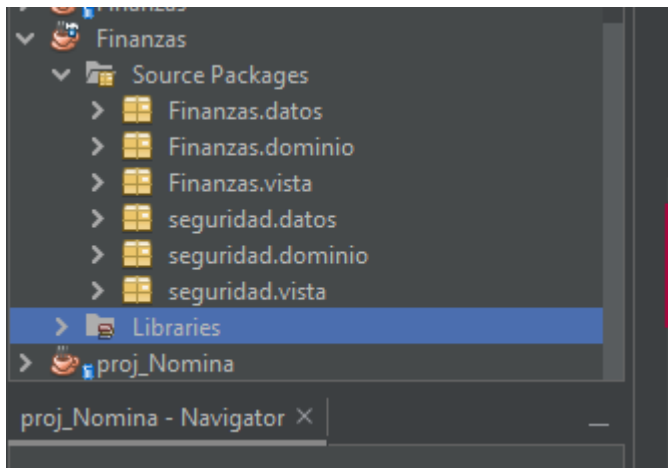 Finanzas
Finanzas
Source Packages
Finanzas.datos
Finanzas.dominio
Finanzas.vista
seguridad.datos
seguridad.dominio
seguridad.vista
Libraries
proj_Nomina
proj_Nomina - Navigator